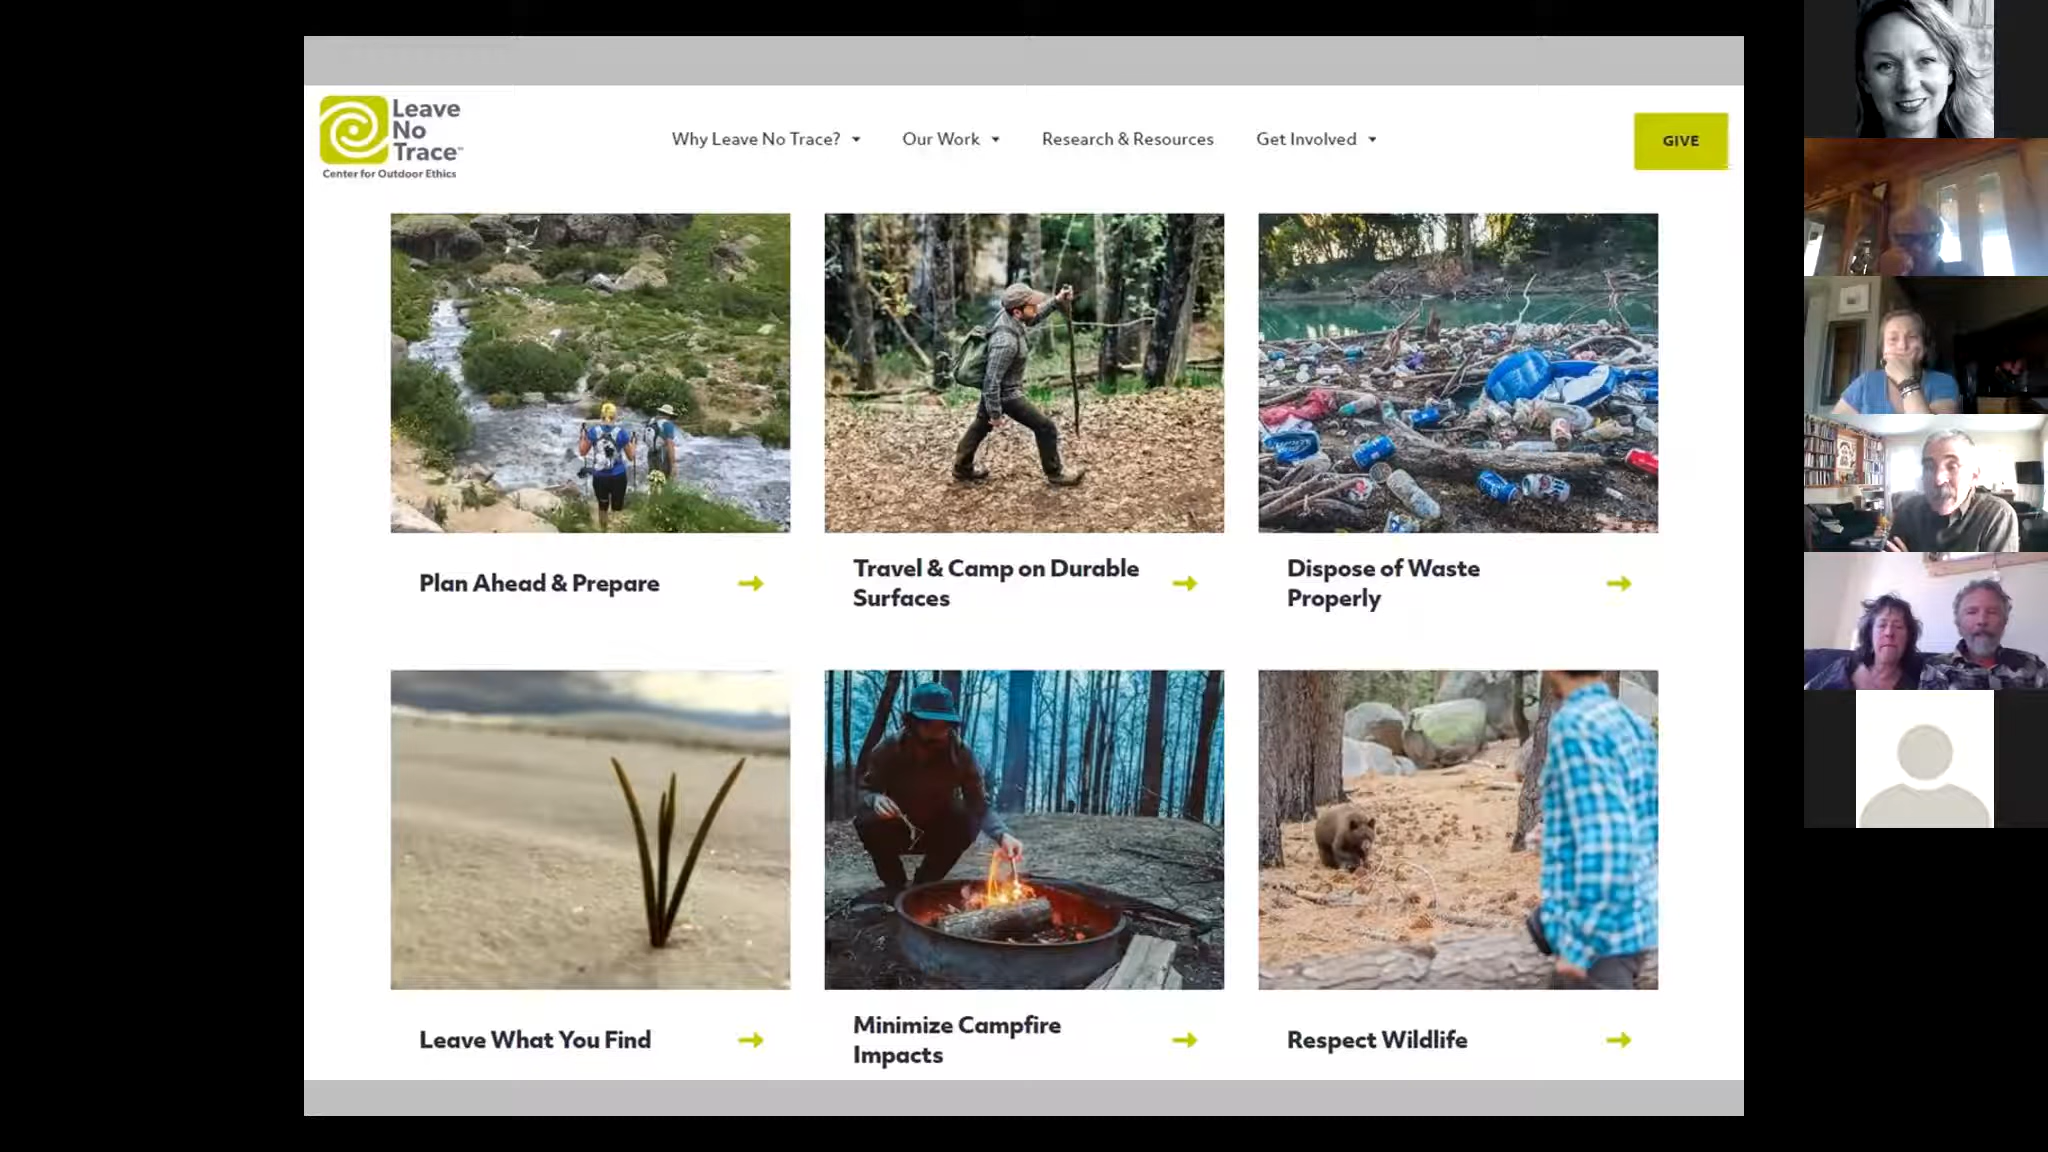 Leave
No
Trace™
Center for Outdoor Ethics
Why Leave No Trace?
Our Work
Research & Resources
Get Involved
GIVE
Plan Ahead & Prepare
Travel & Camp on Durable
Surfaces
Dispose of Waste
Properly
Leave What You Find
Minimize Campfire
Impacts
Respect Wildlife